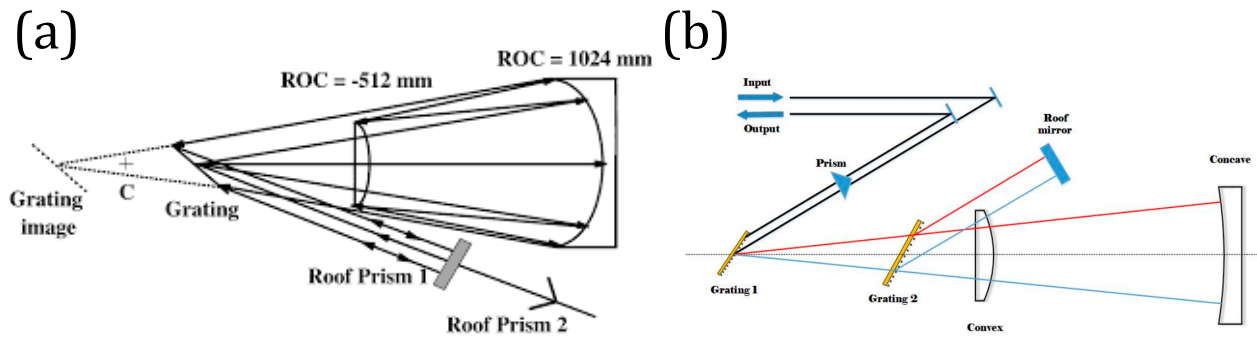 (a)
ROC = 1024 mm
ROC = -512 mm
C
Grating
image
Grating
Roof Prism 1
Roof Prism 2
(b)
Input
Output
Prism
Roof
mirror
Concave
Grating 1
Grating 2
Convex